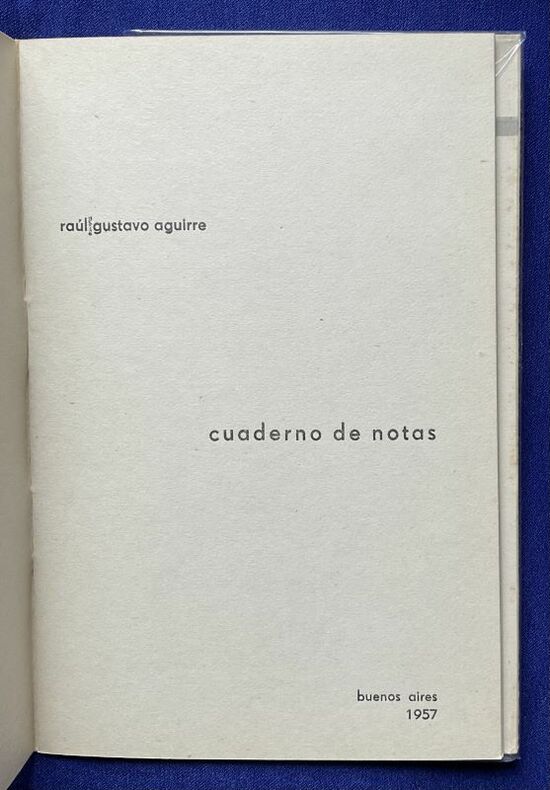 raúl gustavo aguirre
cuaderno de notas
buenos aires
1957